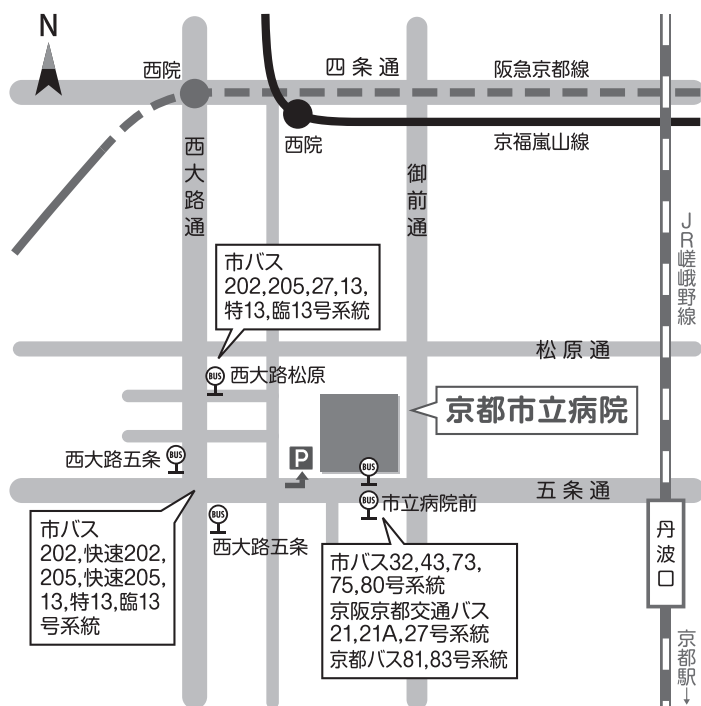 N
西院
四条通
阪急京都線
西院
京福嵐山線
西大路通
御前通
JR嵯峨野線
市バス
202,205,27,13,
特13,臨13号系統
松原通
BUS
西大路松原
京都市立病院
西大路五条
BUS
P
BUS
五条通
BUS
市立病院前
BUS
西大路五条
丹波口
市バス
202,快速202,
205,快速205,
13,特13,臨13
号系統
市バス32,43,73,
75,80号系統
京阪京都交通バス
21,21A,27号系統
京都バス81,83号系統
京都駅→